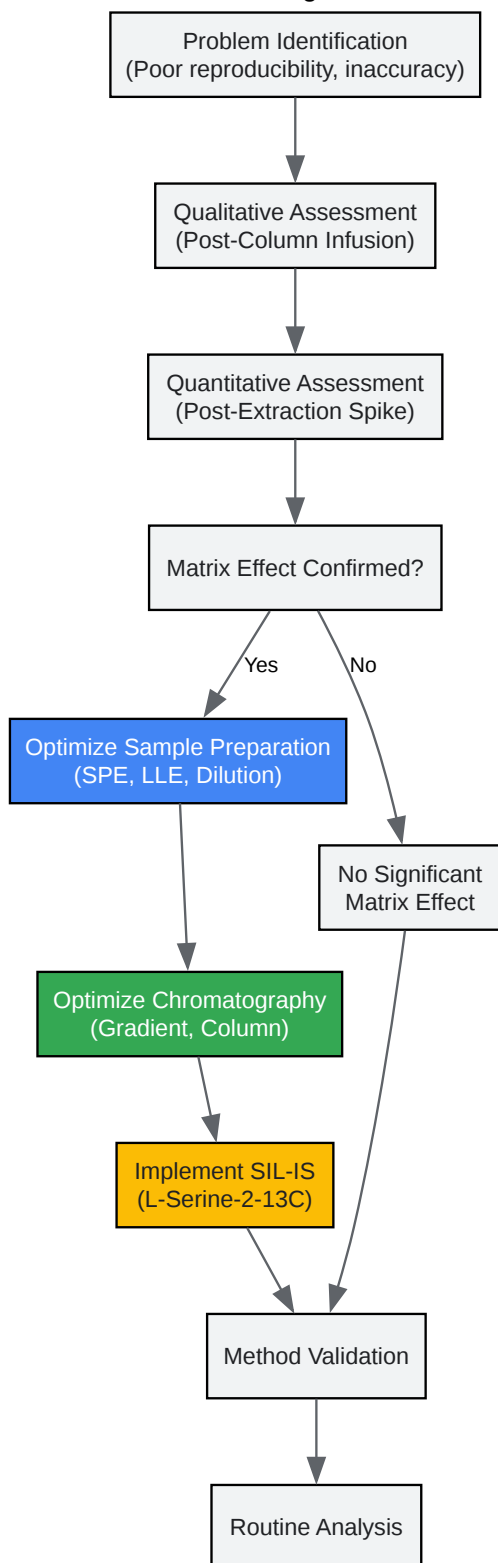 Problem Identification
(Poor reproducibility, inaccuracy)
Qualitative Assessment
(Post-Column Infusion)
Quantitative Assessment
(Post-Extraction Spike)
Matrix Effect Confirmed?
Yes
No
Optimize Sample Preparation
(SPE, LLE, Dilution)
No Significant
Matrix Effect
Optimize Chromatography
(Gradient, Column)
Implement SIL-IS
(L-Serine-2-13C)
Method Validation
Routine Analysis